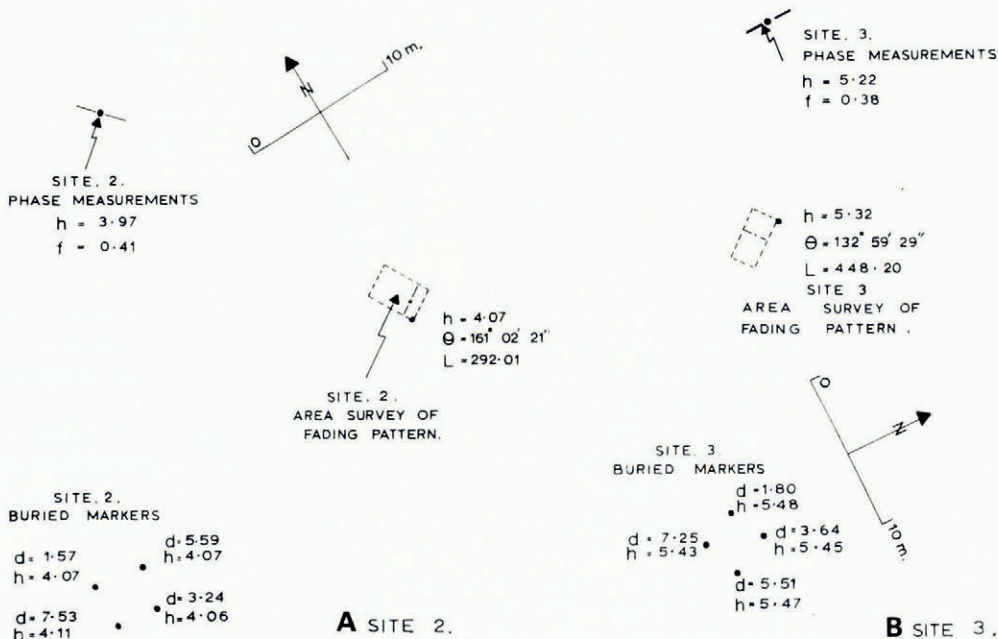 SITE. 2.
PHASE MEASUREMENTS
h = 3·97
f = 0·41
O
N
10 m.
h = 4·07
θ = 161° 02′ 21″
L = 292·01
SITE. 2.
AREA SURVEY OF
FADING PATTERN.
SITE. 2.
BURIED MARKERS
d = 1·57
h = 4·07
d = 5·59
h = 4·07
d = 3·24
h = 4·06
d = 7·53
h = 4·11
A SITE 2.
SITE. 3.
PHASE MEASUREMENTS
h = 5·22
f = 0·38
h = 5·32
θ = 132° 59′ 29″
L = 448·20
SITE 3
AREA SURVEY OF
FADING PATTERN.
O
N
10 m.
SITE. 3.
BURIED MARKERS
d = 1·80
h = 5·48
d = 7·25
h = 5·43
d = 3·64
h = 5·45
d = 5·51
h = 5·47
B SITE 3.